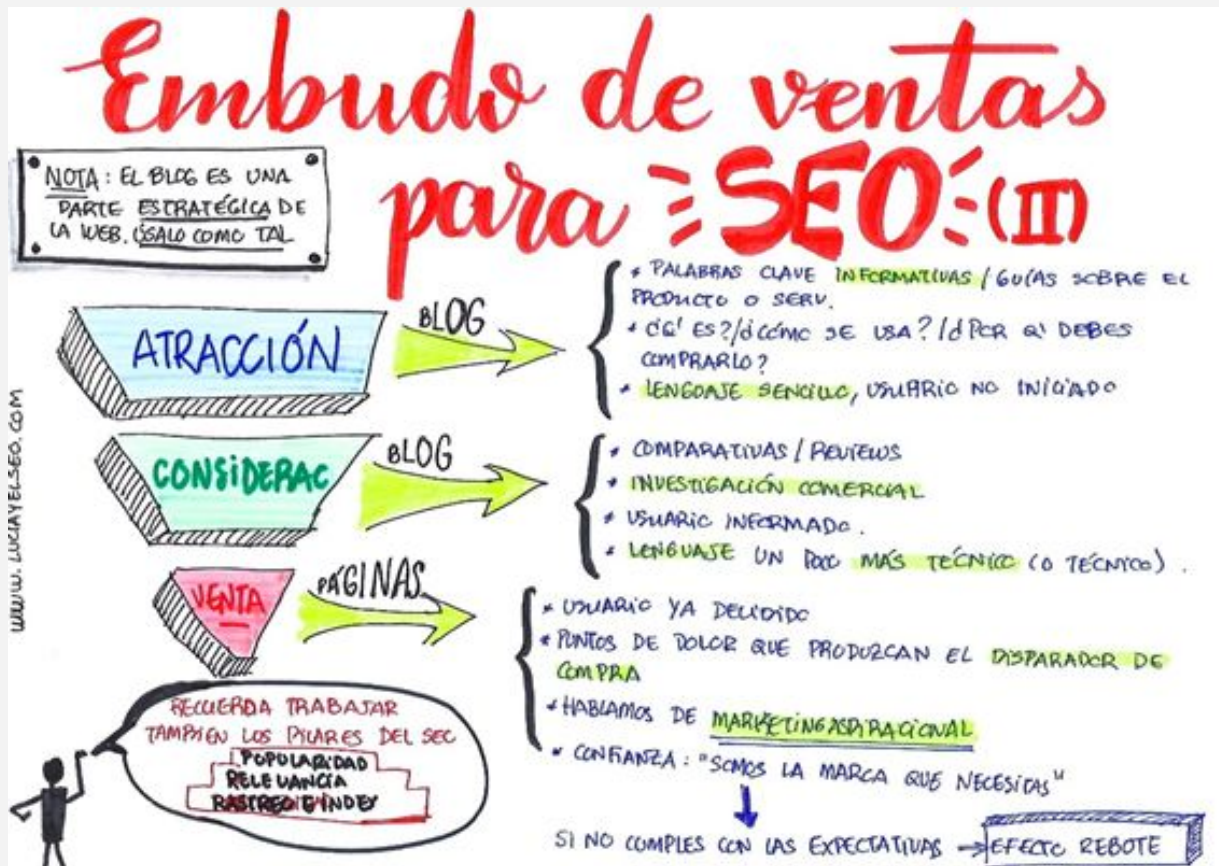 Embudo de ventas
para SEO (II)
NOTA: EL BLOG ES UNA
PARTE ESTRATÉGICA DE
LA WEB. ÚSALO COMO TAL
ATRACCIÓN
BLOG
* PALABRAS CLAVE INFORMATIVAS / GUÍAS SOBRE EL
PRODUCTO O SERV.
* ¿Q' ES?/¿CÓMO SE USA?/¿POR Q' DEBES
COMPRARLO?
* LENGUAJE SENCILLO, USUARIO NO INICIADO
CONSIDERAC
BLOG
* COMPARATIVAS / REVIEWS
* INVESTIGACIÓN COMERCIAL
* USUARIO INFORMADO.
* LENGUAJE UN POCO MÁS TÉCNICO (O TÉCNICO).
VENTA
PÁGINAS
* USUARIO YA DECIDIDO
* PUNTOS DE DOLOR QUE PRODUZCAN EL DISPARADOR DE
COMPRA
* HABLAMOS DE MARKETING ASPIRACIONAL
* CONFIANZA: "SOMOS LA MARCA QUE NECESITAS"
SI NO CUMPLES CON LAS EXPECTATIVAS → EFECTO REBOTE
RECUERDA TRABAJAR
TAMBIEN LOS PILARES DEL SEO
POPULARIDAD
RELEVANCIA
RASTREO E INDEX
www.LUCIAYELSEO.COM